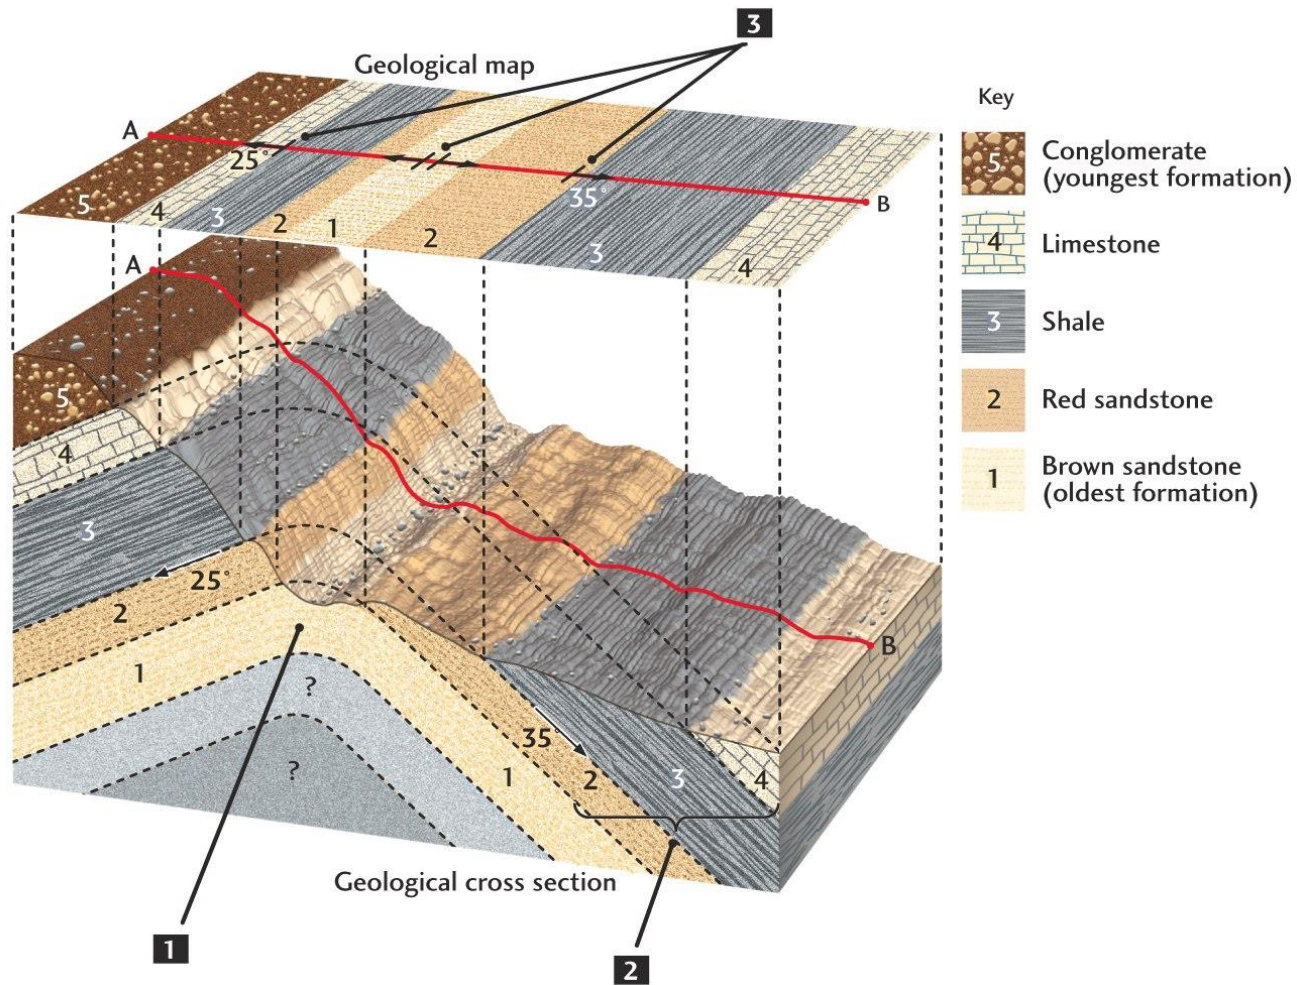 3
Geological map
A
25°
35°
B
5
4
3
2
1
2
3
4
A
5
4
3
25°
2
1
?
?
35°
1
2
3
4
B
Geological cross section
1
2
Key
5
Conglomerate
(youngest formation)
4
Limestone
3
Shale
2
Red sandstone
1
Brown sandstone
(oldest formation)